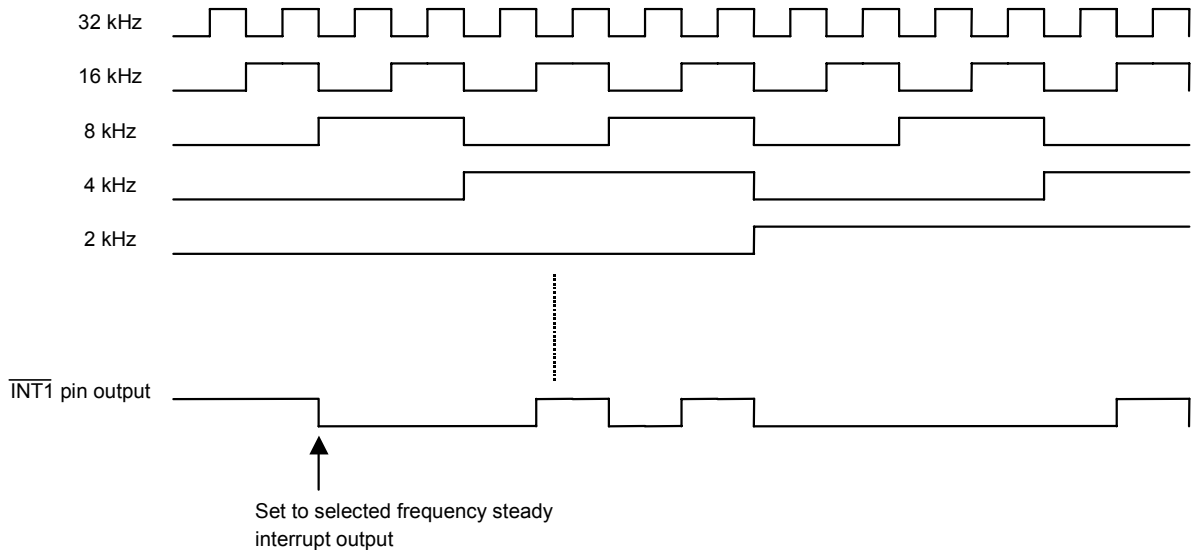 32 kHz
16 kHz
8 kHz
4 kHz
2 kHz
INT1 pin output
Set to selected frequency steady
interrupt output